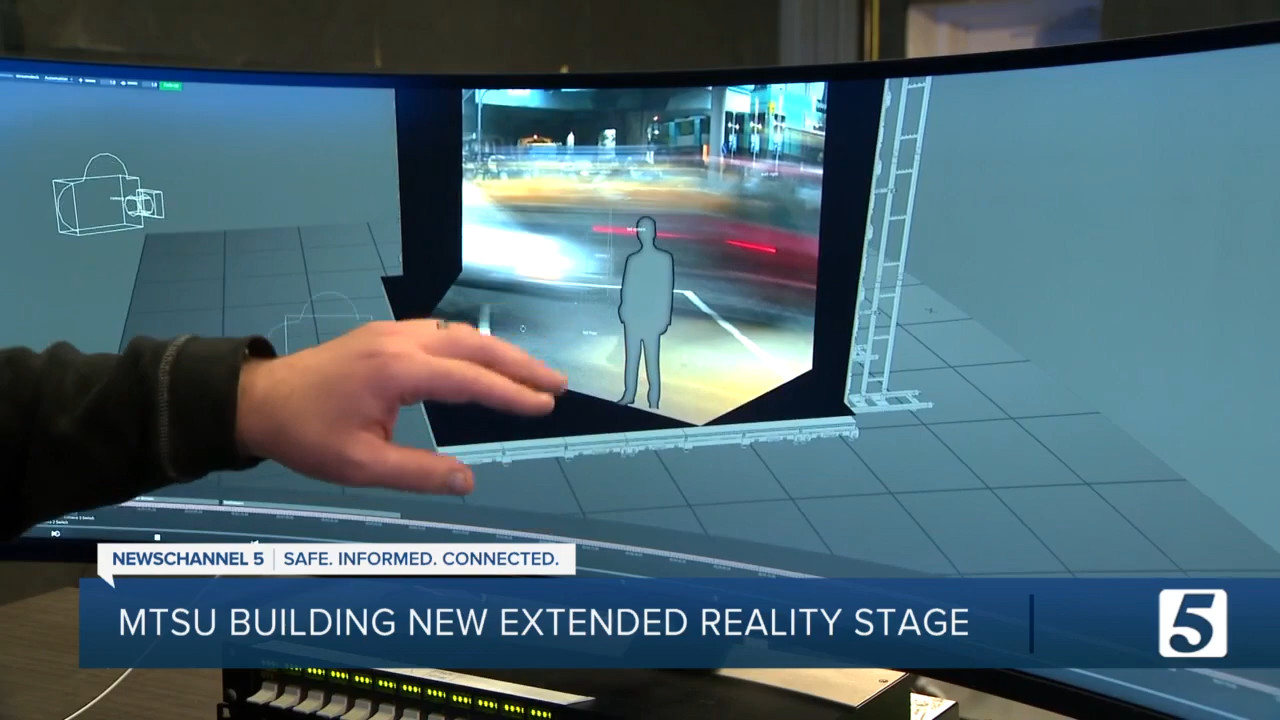 NEWSCHANNEL 5 | SAFE. INFORMED. CONNECTED.
MTSU BUILDING NEW EXTENDED REALITY STAGE
5